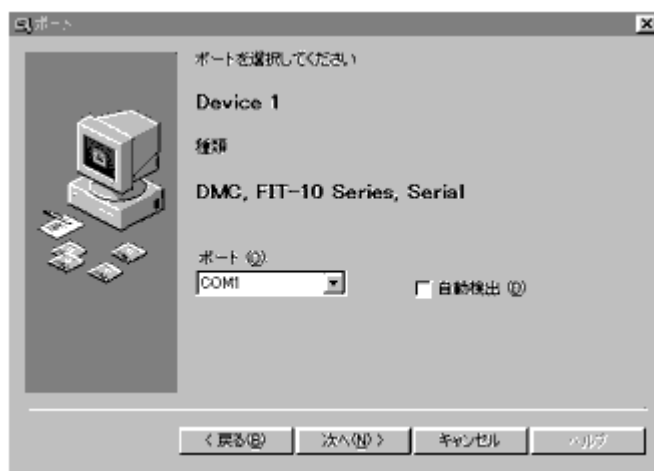 ポート
ポートを選択してください
Device 1
種類
DMC, FIT-10 Series, Serial
ポート (O)
COM1
自動検出 (D)
< 戻る(B)
次へ(N) >
キャンセル
ヘルプ